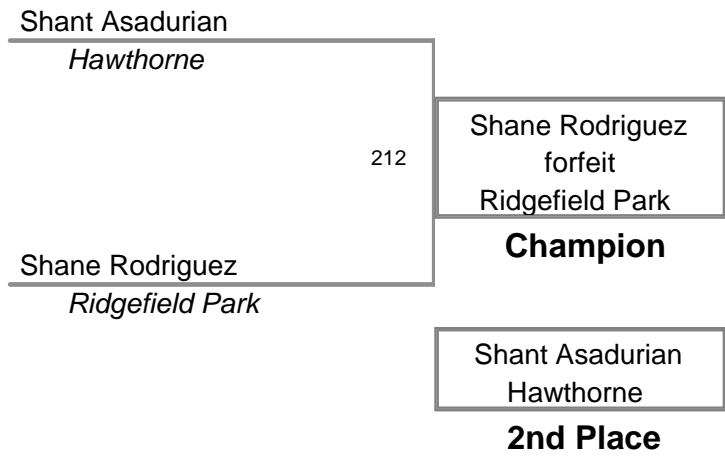 Shant Asadurian
Hawthorne
212
Shane Rodriguez
forfeit
Ridgefield Park
Champion
Shane Rodriguez
Ridgefield Park
Shant Asadurian
Hawthorne
2nd Place